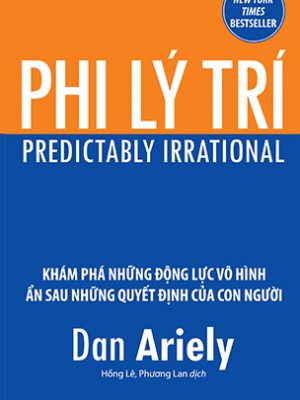 NEW YORK
TIMES
BESTSELLER
PHI LÝ TRÍ
PREDICTABLY IRRATIONAL
KHÁM PHÁ NHỮNG ĐỘNG LỰC VÔ HÌNH
ẨN SAU NHỮNG QUYẾT ĐỊNH CỦA CON NGƯỜI
Dan Ariely
Hồng Lê, Phương Lan dịch